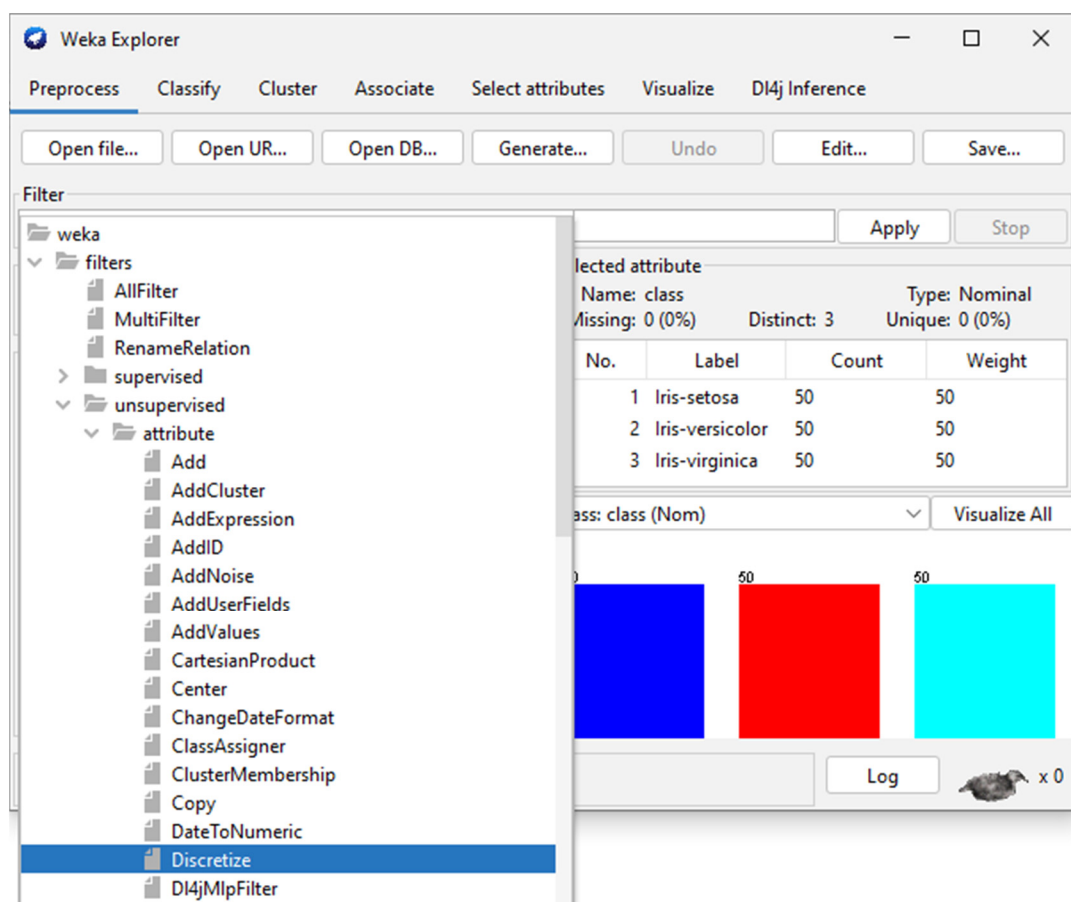 Weka Explorer
Preprocess Classify Cluster Associate Select attributes Visualize Dl4j Inference
Open file... Open UR... Open DB... Generate... Undo Edit... Save...
Filter
Apply Stop
weka
filters
AllFilter
MultiFilter
RenameRelation
supervised
unsupervised
attribute
Add
AddCluster
AddExpression
AddID
AddNoise
AddUserFields
AddValues
CartesianProduct
Center
ChangeDateFormat
ClassAssigner
ClusterMembership
Copy
DateToNumeric
Discretize
Dl4jMlpFilter
lected attribute
Name: class Type: Nominal
Missing: 0 (0%) Distinct: 3 Unique: 0 (0%)
No. Label Count Weight
1 Iris-setosa 50 50
2 Iris-versicolor 50 50
3 Iris-virginica 50 50
ass: class (Nom) Visualize All
0 50 50
Log x 0